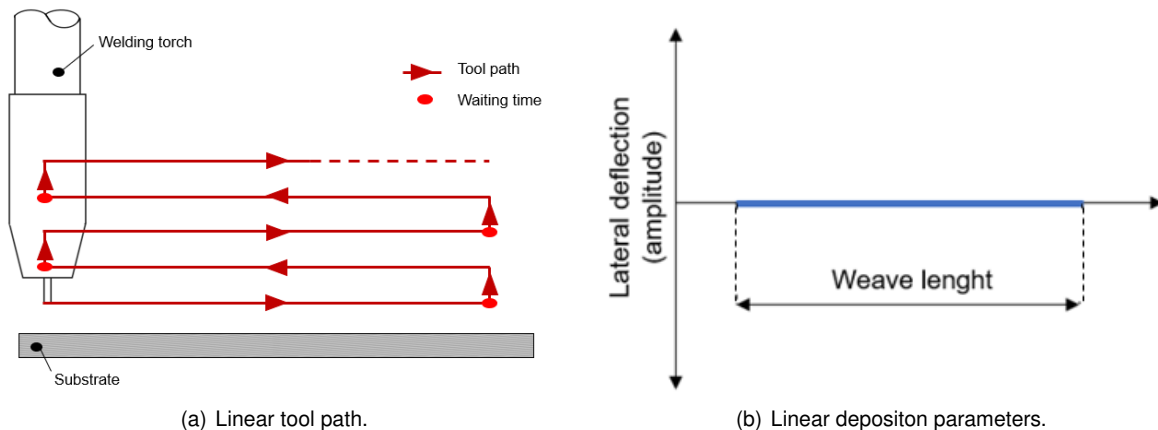 Welding torch
Tool path
Waiting time
Substrate
(a) Linear tool path.
Lateral deflection
(amplitude)
Weave lenght
(b) Linear depositon parameters.